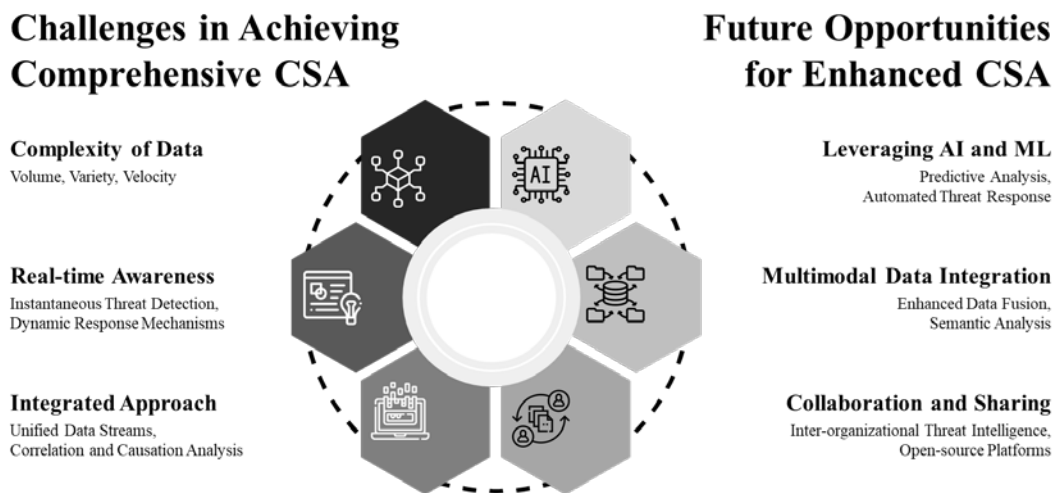 Challenges in Achieving
Comprehensive CSA
Complexity of Data
Volume, Variety, Velocity
Real-time Awareness
Instantaneous Threat Detection,
Dynamic Response Mechanisms
Integrated Approach
Unified Data Streams,
Correlation and Causation Analysis
AI
Future Opportunities
for Enhanced CSA
Leveraging AI and ML
Predictive Analysis,
Automated Threat Response
Multimodal Data Integration
Enhanced Data Fusion,
Semantic Analysis
Collaboration and Sharing
Inter-organizational Threat Intelligence,
Open-source Platforms